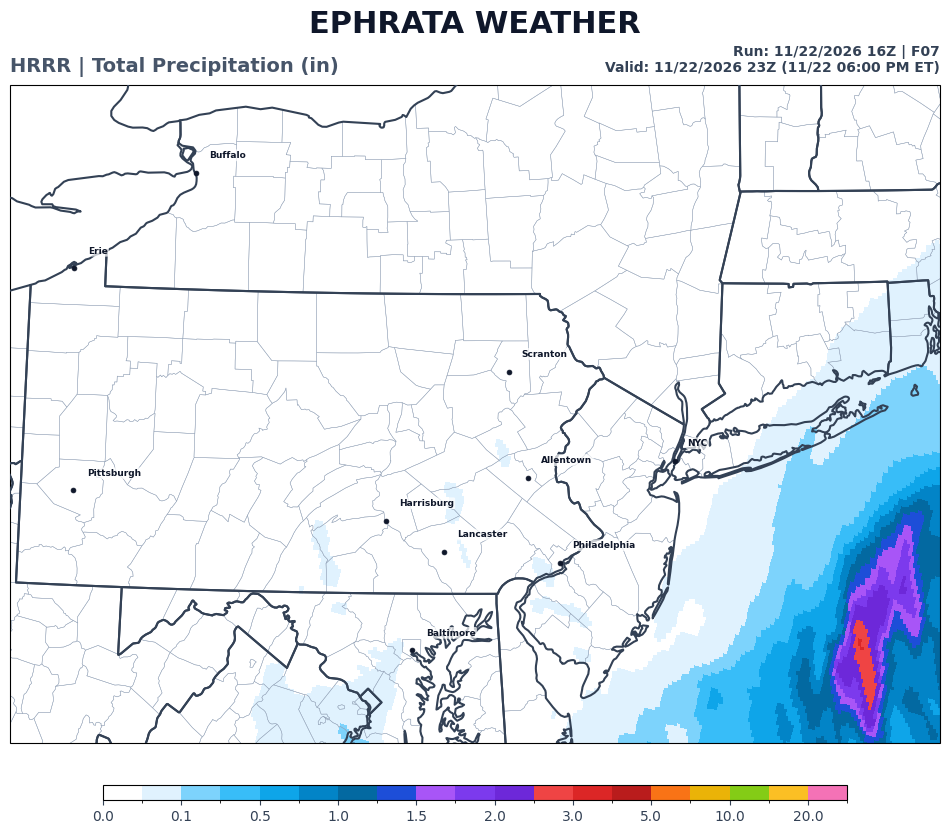 EPHRATA WEATHER
HRRR | Total Precipitation (in)
Run: 11/22/2026 16Z | F07
Valid: 11/22/2026 23Z (11/22 06:00 PM ET)
Buffalo
Erie
Scranton
NYC
Allentown
Pittsburgh
Harrisburg
Lancaster
Philadelphia
Baltimore
0.0 0.1 0.5 1.0 1.5 2.0 3.0 5.0 10.0 20.0